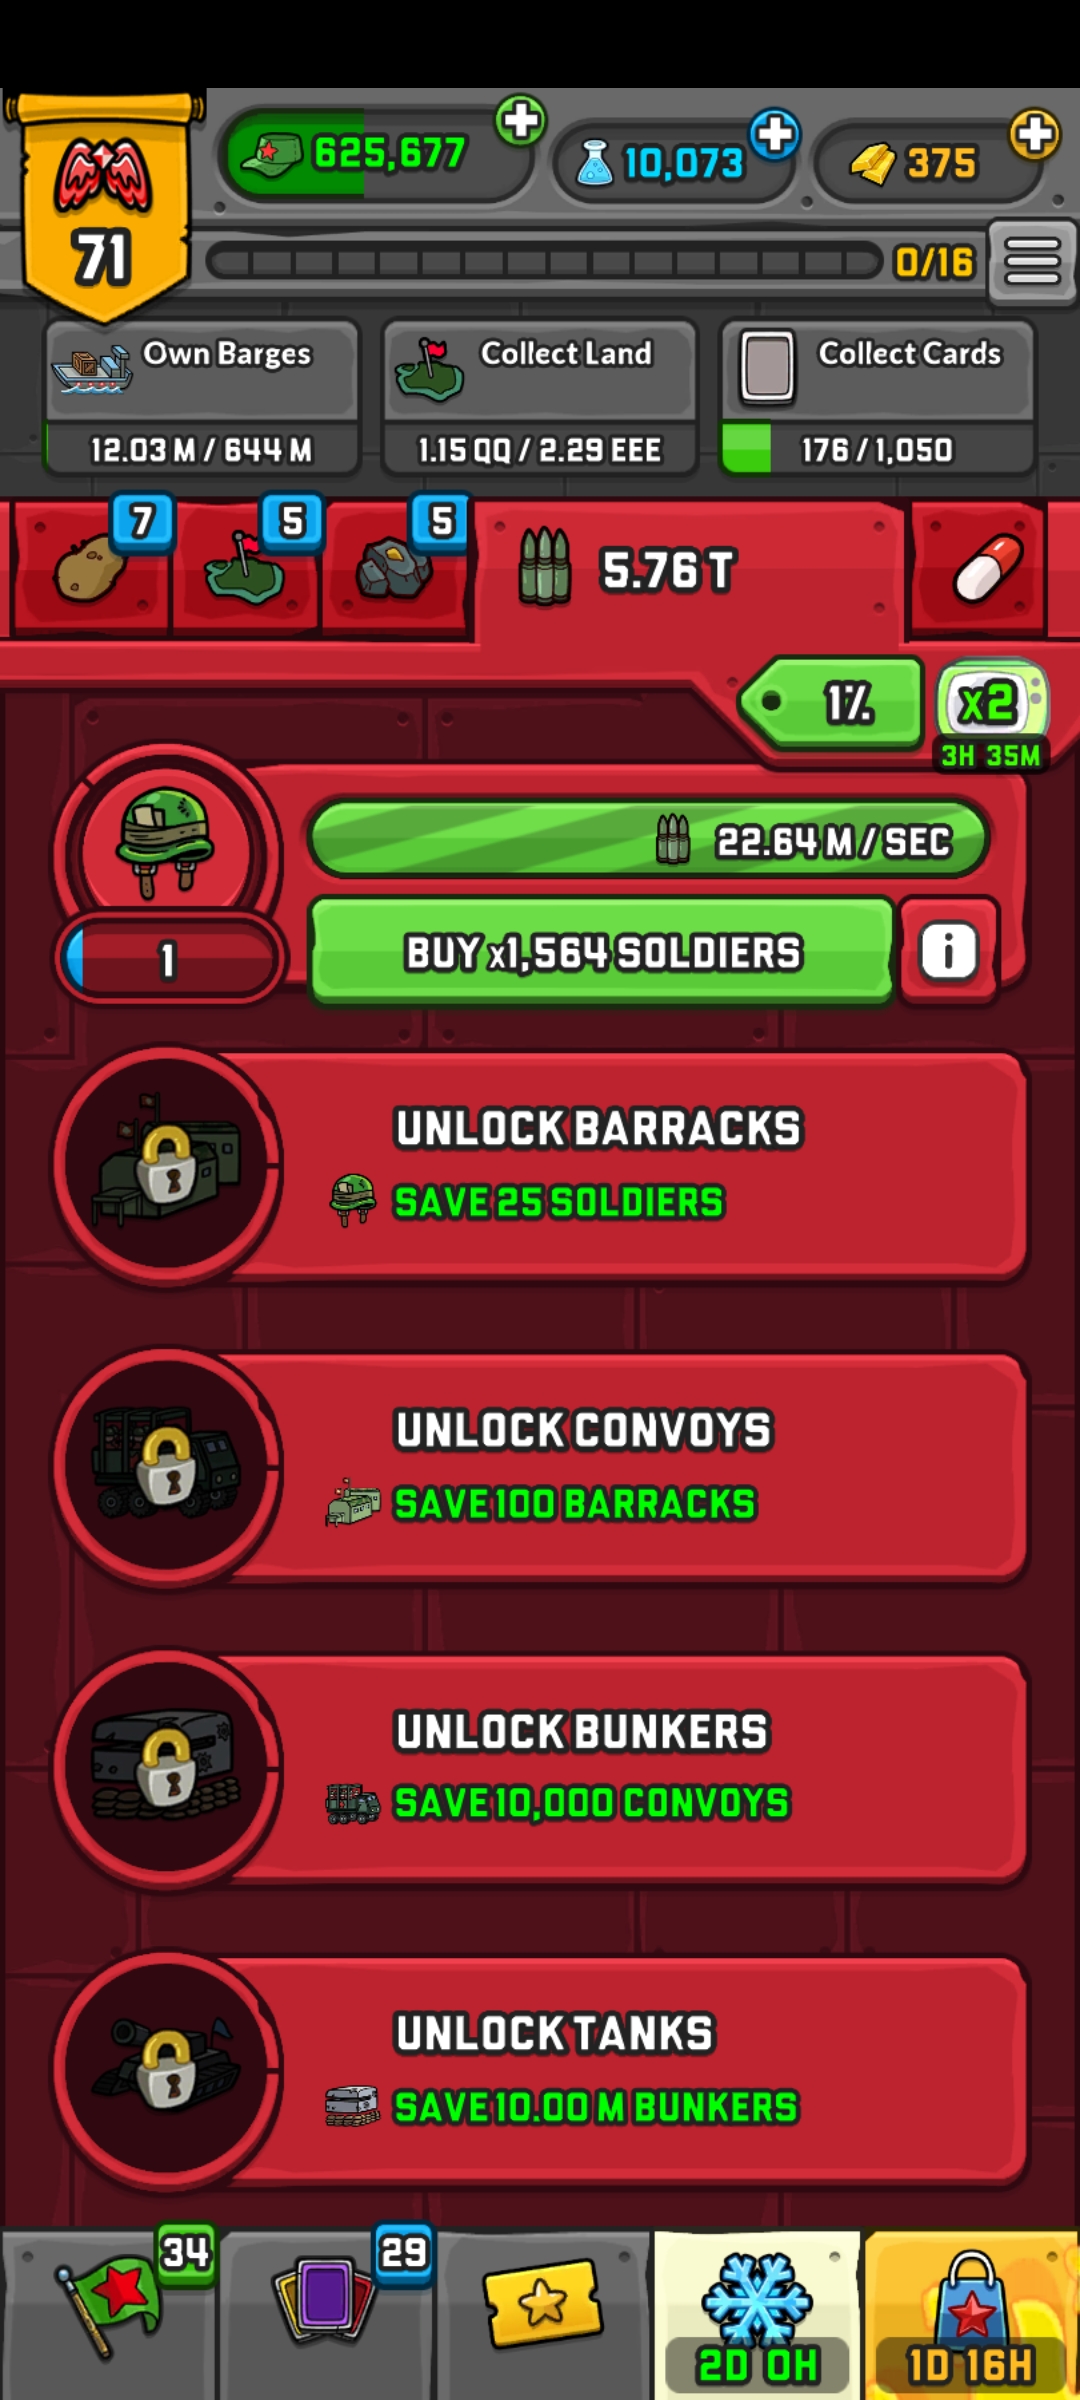 625,677
10,073
375
71
0/16
Own Barges
12.03 M / 644 M
Collect Land
1.15 QQ / 2.29 EEE
Collect Cards
176 / 1,050
7
5
5
5.76 T
1%
x2
3H 35M
22.64 M / SEC
1
BUY x1,564 SOLDIERS
i
UNLOCK BARRACKS
SAVE 25 SOLDIERS
UNLOCK CONVOYS
SAVE 100 BARRACKS
UNLOCK BUNKERS
SAVE 10,000 CONVOYS
UNLOCK TANKS
SAVE 10.00 M BUNKERS
34
29
2D 0H
1D 16H